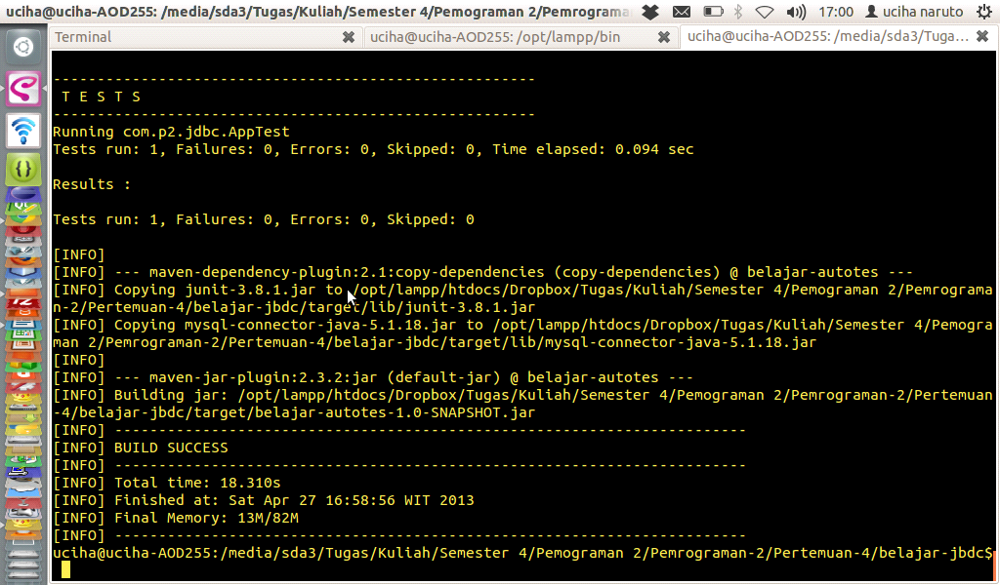 uciha@uciha-AOD255: /media/sda3/Tugas/Kuliah/Semester 4/Pemograman 2/Pemrograma
17:00
uciha naruto
Terminal
uciha@uciha-AOD255: /opt/lampp/bin
uciha@uciha-AOD255: /media/sda3/Tuga...
-------------------------------------------------------
T E S T S
-------------------------------------------------------
Running com.p2.jdbc.AppTest
Tests run: 1, Failures: 0, Errors: 0, Skipped: 0, Time elapsed: 0.094 sec
Results :
Tests run: 1, Failures: 0, Errors: 0, Skipped: 0
[INFO]
[INFO] --- maven-dependency-plugin:2.1:copy-dependencies (copy-dependencies) @ belajar-autotes ---
[INFO] Copying junit-3.8.1.jar to /opt/lampp/htdocs/Dropbox/Tugas/Kuliah/Semester 4/Pemograman 2/Pemrograma
n-2/Pertemuan-4/belajar-jbdc/target/lib/junit-3.8.1.jar
[INFO] Copying mysql-connector-java-5.1.18.jar to /opt/lampp/htdocs/Dropbox/Tugas/Kuliah/Semester 4/Pemogra
man 2/Pemrograman-2/Pertemuan-4/belajar-jbdc/target/lib/mysql-connector-java-5.1.18.jar
[INFO]
[INFO] --- maven-jar-plugin:2.3.2:jar (default-jar) @ belajar-autotes ---
[INFO] Building jar: /opt/lampp/htdocs/Dropbox/Tugas/Kuliah/Semester 4/Pemograman 2/Pemrograman-2/Pertemuan
-4/belajar-jbdc/target/belajar-autotes-1.0-SNAPSHOT.jar
[INFO] ------------------------------------------------------------------------
[INFO] BUILD SUCCESS
[INFO] ------------------------------------------------------------------------
[INFO] Total time: 18.310s
[INFO] Finished at: Sat Apr 27 16:58:56 WIT 2013
[INFO] Final Memory: 13M/82M
[INFO] ------------------------------------------------------------------------
uciha@uciha-AOD255:/media/sda3/Tugas/Kuliah/Semester 4/Pemograman 2/Pemrograman-2/Pertemuan-4/belajar-jbdc$